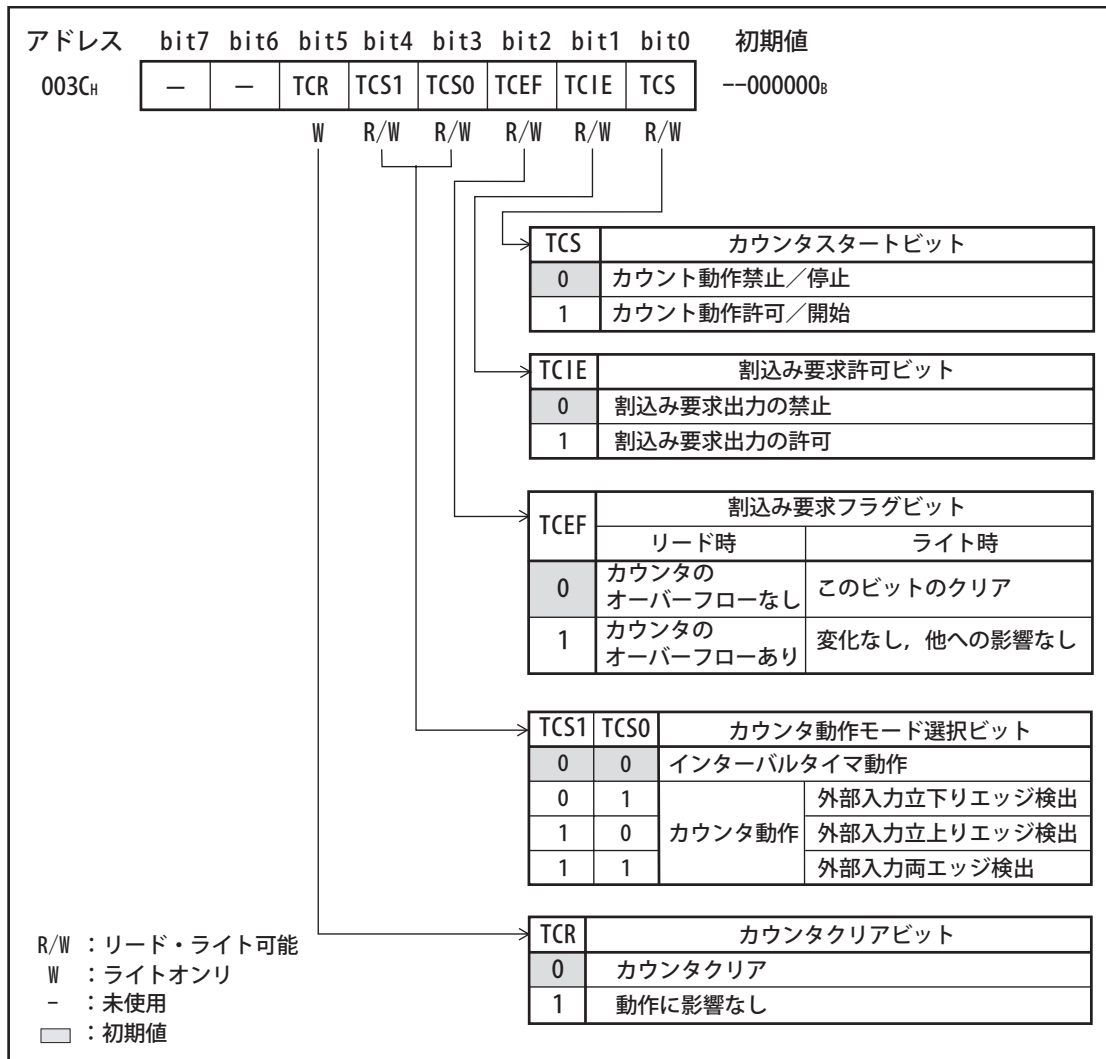 アドレス bit7 bit6 bit5 bit4 bit3 bit2 bit1 bit0 初期値
003CH － － TCR TCS1 TCS0 TCEF TCIE TCS --000000B
W R/W R/W R/W R/W R/W
TCS カウンタスタートビット
0 カウント動作禁止／停止
1 カウント動作許可／開始
TCIE 割込み要求許可ビット
0 割込み要求出力の禁止
1 割込み要求出力の許可
TCEF 割込み要求フラグビット
リード時 ライト時
0 カウンタの
オーバーフローなし このビットのクリア
1 カウンタの
オーバーフローあり 変化なし，他への影響なし
TCS1 TCS0 カウンタ動作モード選択ビット
0 0 インターバルタイマ動作
0 1 外部入力立下りエッジ検出
1 0 カウンタ動作 外部入力立上りエッジ検出
1 1 外部入力両エッジ検出
TCR カウンタクリアビット
0 カウンタクリア
1 動作に影響なし
R/W ：リード・ライト可能
W ：ライトオンリ
－ ：未使用
：初期値